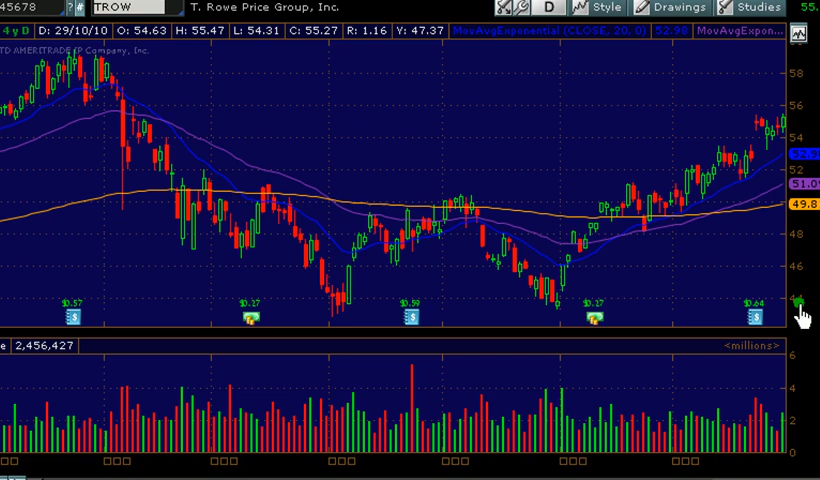 45678 ?# TROW T. Rowe Price Group, Inc. D Style Drawings Studies 55.
4y D D: 29/10/10 O: 54.63 H: 55.47 L: 54.31 C: 55.27 R: 1.16 Y: 47.37 MovAvgExponential (CLOSE, 20, 0) 52.98 MovAvgExpon...
TD AMERITRADE IP Company, Inc.
58
56
54
52.9
52
51.0
49.8
48
46
$0.57 $0.27 $0.59 $0.27 $0.64
$ $ $
e 2,456,427 <millions>
6
4
2
0